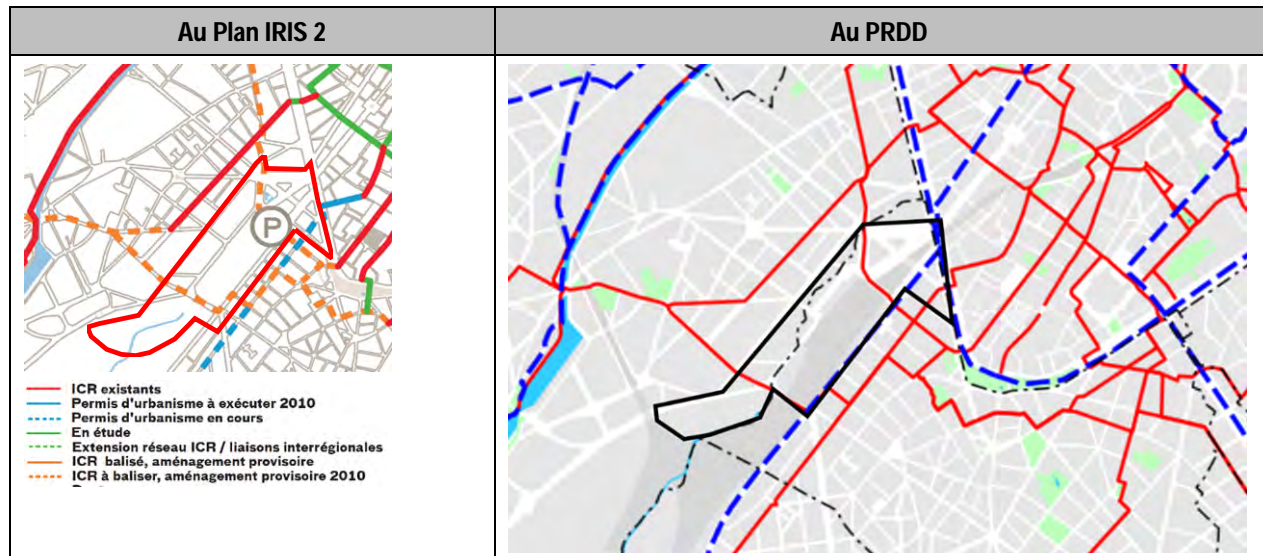 Au Plan IRIS 2
Au PRDD
P
ICR existants
Permis d'urbanisme à exécuter 2010
Permis d'urbanisme en cours
En étude
Extension réseau ICR / liaisons interrégionales
ICR balisé, aménagement provisoire
ICR à baliser, aménagement provisoire 2010